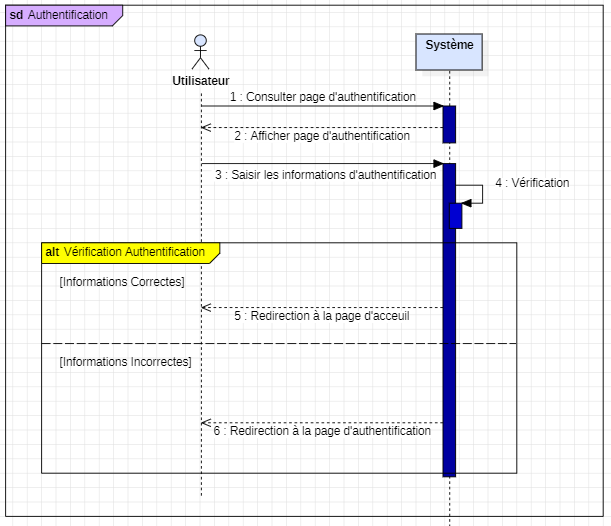 sd Authentification
Système
Utilisateur
1 : Consulter page d'authentification
2 : Afficher page d'authentification
3 : Saisir les informations d'authentification
4 : Vérification
alt Vérification Authentification
[Informations Correctes]
5 : Redirection à la page d'acceuil
[Informations Incorrectes]
6 : Redirection à la page d'authentification